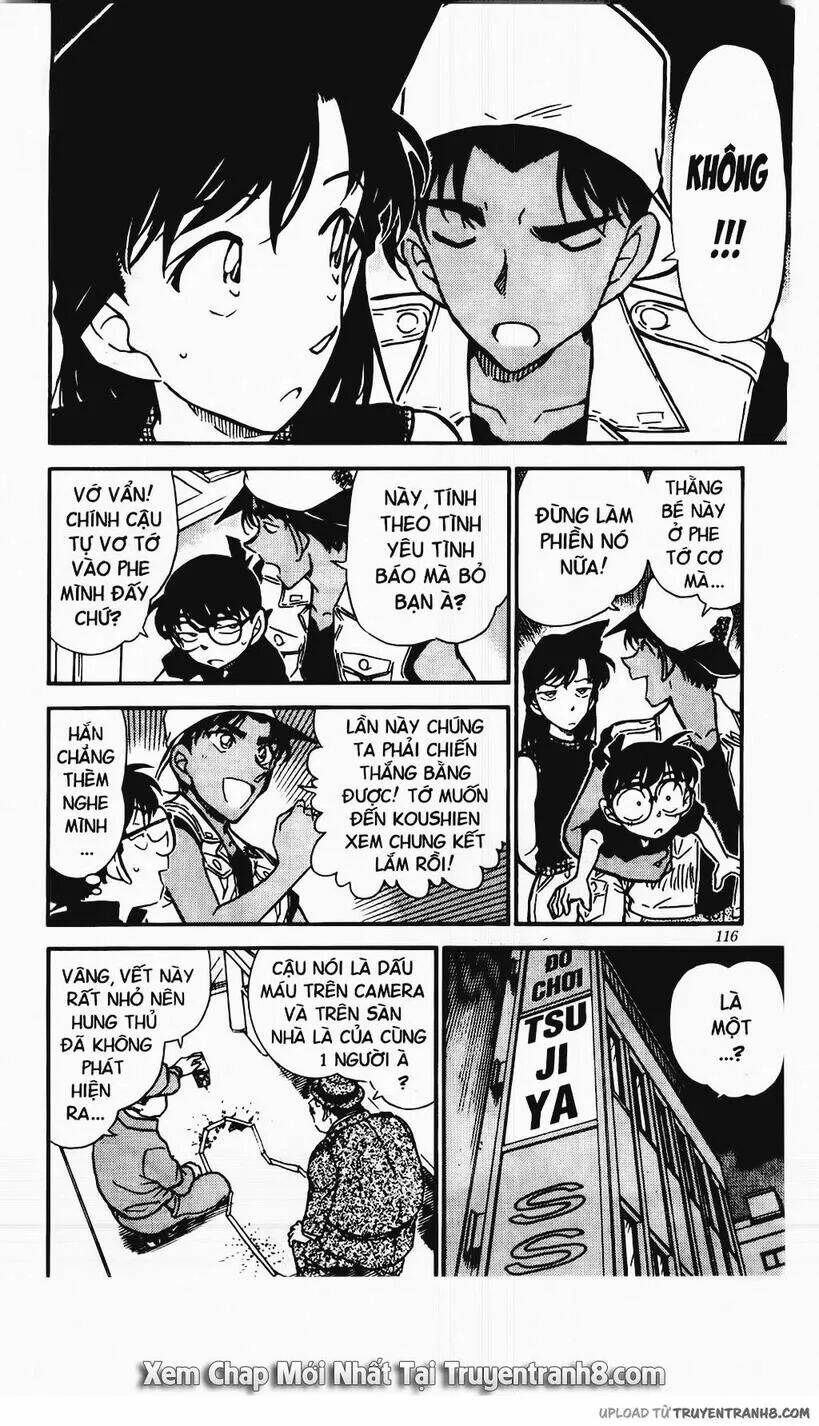 KHÔNG
!!!
THẰNG
BÉ NÀY
Ở PHE
TỚ CƠ
MÀ...
ĐỪNG LÀM
PHIỀN NÓ
NỮA!
NÀY, TÍNH
THEO TÌNH
YÊU TÌNH
BÁO MÀ BỎ
BẠN À?
VỚ VẨN!
CHÍNH CẬU
TỰ VƠ TỚ
VÀO PHE
MÌNH ĐẤY
CHỨ?
LẦN NÀY CHÚNG
TA PHẢI CHIẾN
THẮNG BẰNG
ĐƯỢC! TỚ MUỐN
ĐẾN KOUSHIEN
XEM CHUNG KẾT
LẮM RỒI!
HẮN
CHẲNG
THÈM
NGHE
MÌNH
...
116
LÀ
MỘT
...?
ĐỒ
CHƠI
TSU
JI
YA
SS
CẬU NÓI LÀ DẤU
MÁU TRÊN CAMERA
VÀ TRÊN SÀN
NHÀ LÀ CỦA CÙNG
1 NGƯỜI À
?
VÂNG, VẾT NÀY
RẤT NHỎ NÊN
HUNG THỦ
ĐÃ KHÔNG
PHÁT
HIỆN
RA...
Xem Chap Mới Nhất Tại Truyentranh8.com
UPLOAD TỪ TRUYENTRANH8.COM